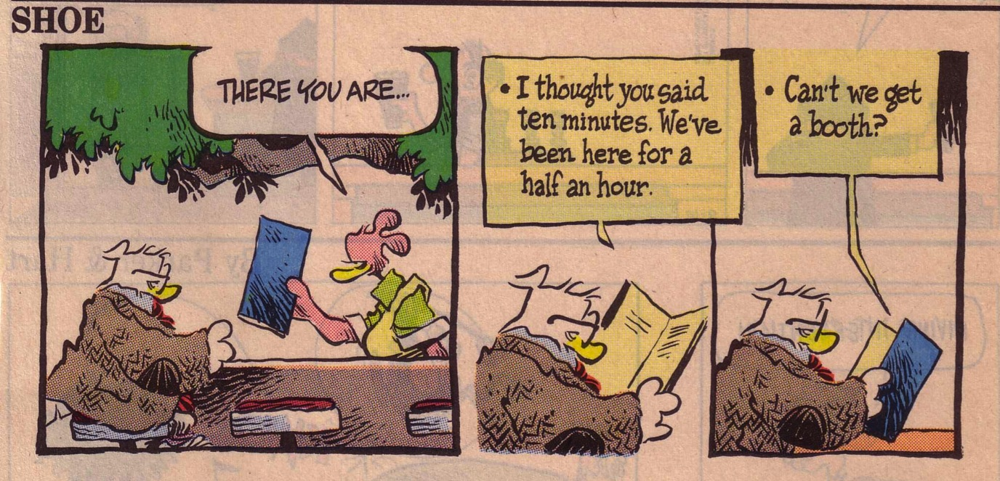 SHOE
THERE YOU ARE...
• I thought you said
ten minutes. We've
been here for a
half an hour.
• Can't we get
a booth?